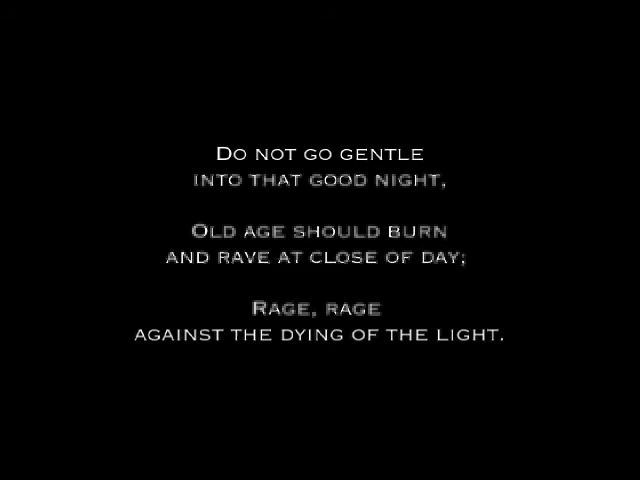 Do not go gentle
into that good night,
Old age should burn
and rave at close of day;
Rage, rage
against the dying of the light.